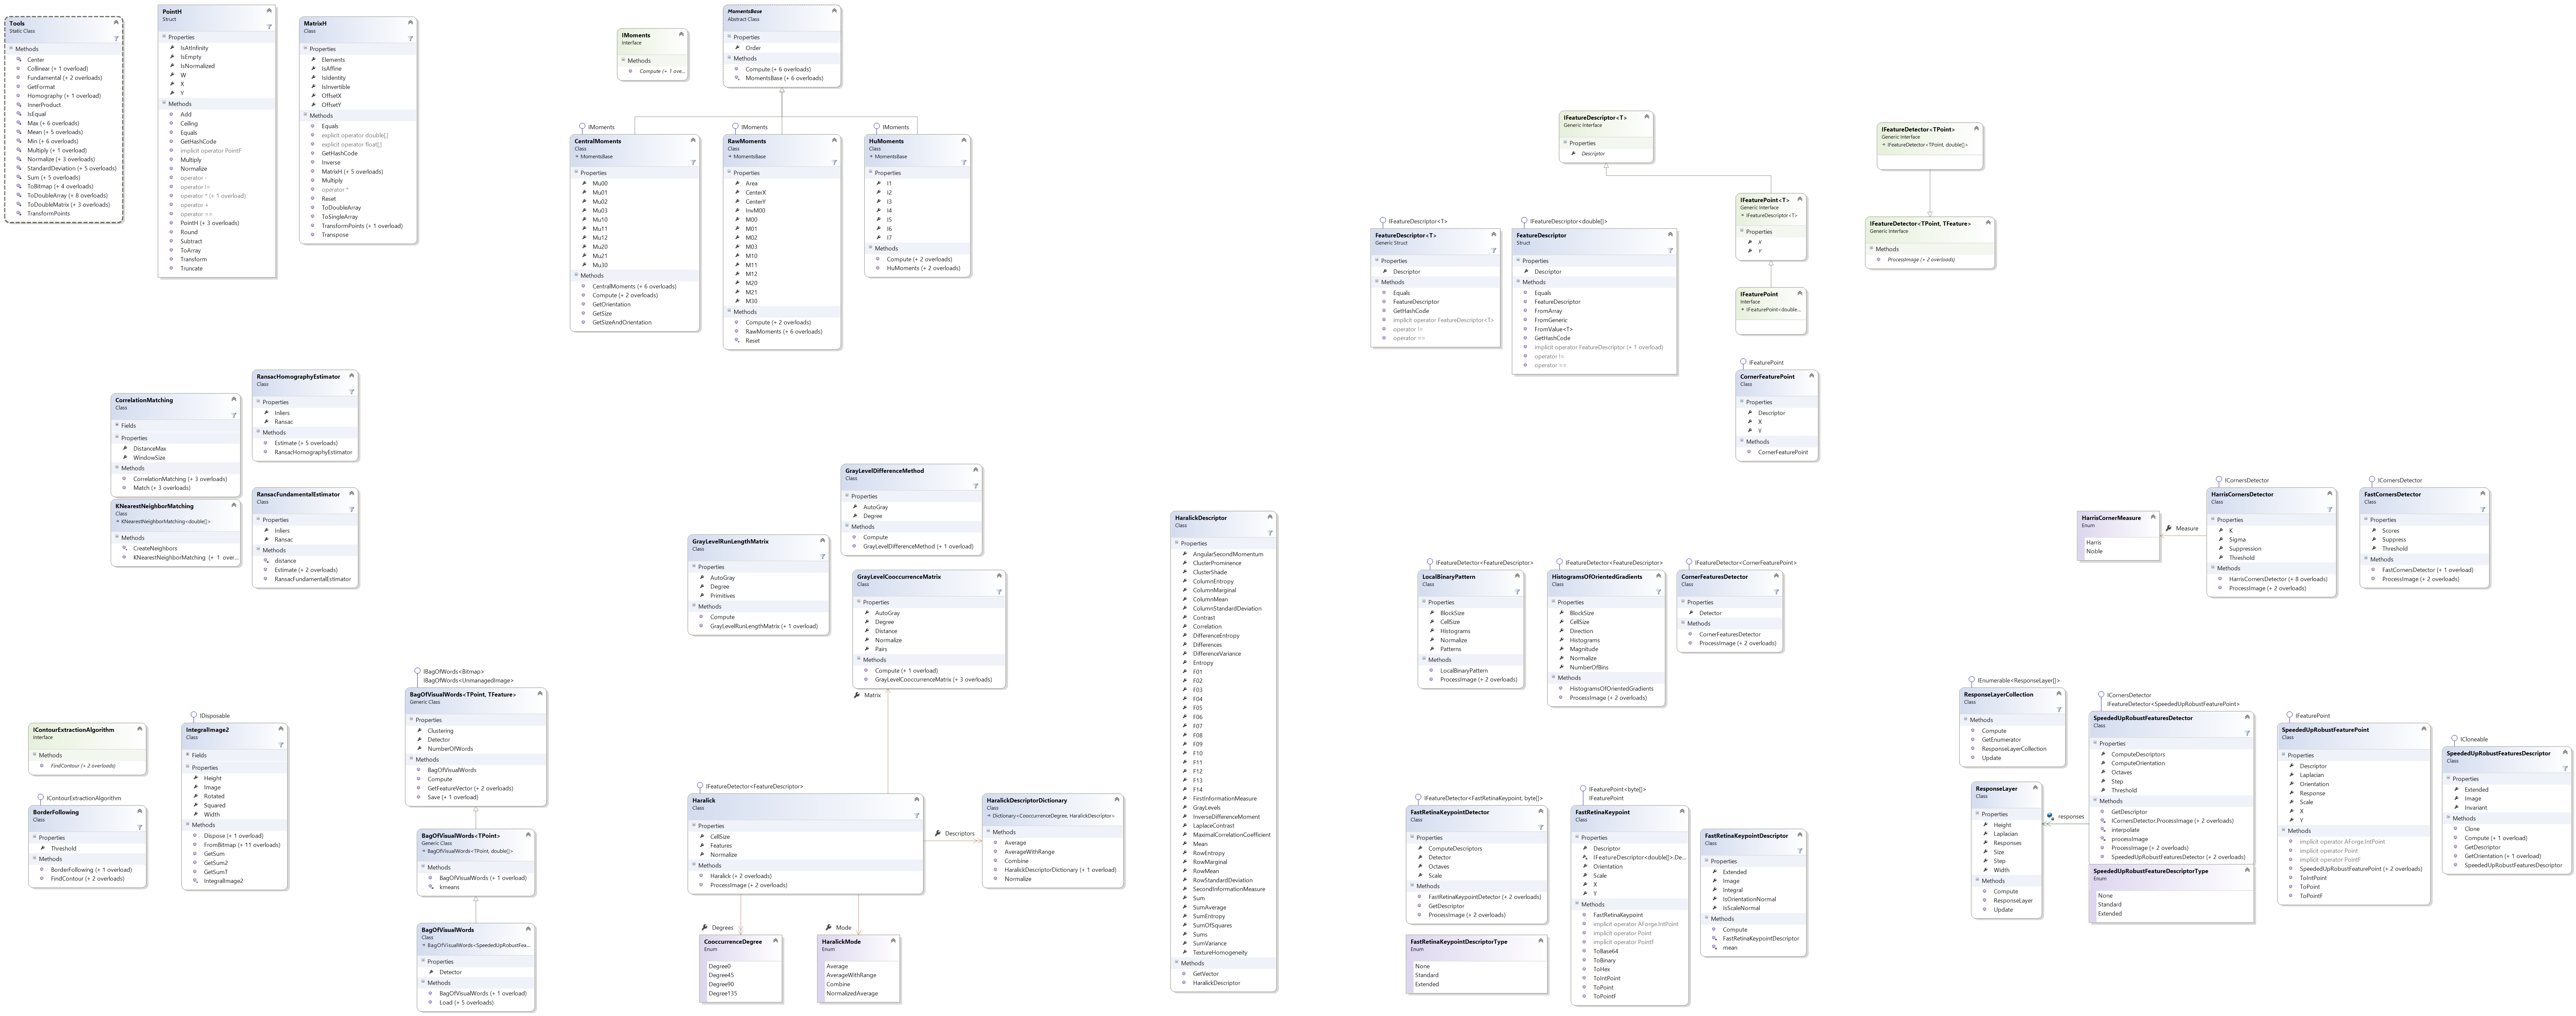 Tools
Static Class
Methods
Center
Collinear (+ 1 overload)
Fundamental (+ 2 overloads)
GetFormat
Homography (+ 1 overload)
InnerProduct
IsEqual
Max (+ 6 overloads)
Mean (+ 5 overloads)
Min (+ 6 overloads)
Multiply (+ 1 overload)
Normalize (+ 3 overloads)
StandardDeviation (+ 5 overloads)
Sum (+ 5 overloads)
ToBitmap (+ 4 overloads)
ToDoubleArray (+ 8 overloads)
ToDoubleMatrix (+ 3 overloads)
TransformPoints
PointH
Struct
Properties
IsAtInfinity
IsEmpty
IsNormalized
W
X
Y
Methods
Add
Ceiling
Equals
GetHashCode
implicit operator PointF
Multiply
Normalize
operator -
operator !=
operator * (+ 1 overload)
operator +
operator ==
PointH (+ 3 overloads)
Round
Subtract
ToArray
Transform
Truncate
MatrixH
Class
Properties
Elements
IsAffine
IsIdentity
IsInvertible
OffsetX
OffsetY
Methods
Equals
explicit operator double[,]
explicit operator float[,]
GetHashCode
Inverse
MatrixH (+ 5 overloads)
Multiply
operator *
Reset
ToDoubleArray
ToSingleArray
TransformPoints (+ 1 overload)
Transpose
IMoments
Interface
Methods
Compute (+ 1 ove...
MomentsBase
Abstract Class
Properties
Order
Methods
Compute (+ 6 overloads)
MomentsBase (+ 6 overloads)
IMoments
CentralMoments
Class
MomentsBase
Properties
Mu00
Mu01
Mu02
Mu03
Mu10
Mu11
Mu12
Mu20
Mu21
Mu30
Methods
CentralMoments (+ 6 overloads)
Compute (+ 2 overloads)
GetOrientation
GetSize
GetSizeAndOrientation
IMoments
RawMoments
Class
MomentsBase
Properties
Area
CenterX
CenterY
InvM00
M00
M01
M02
M03
M10
M11
M12
M20
M21
M30
Methods
Compute (+ 2 overloads)
RawMoments (+ 6 overloads)
Reset
IMoments
HuMoments
Class
MomentsBase
Properties
I1
I2
I3
I4
I5
I6
I7
Methods
Compute (+ 2 overloads)
HuMoments (+ 2 overloads)
IFeatureDescriptor<T>
Generic Interface
Properties
Descriptor
IFeaturePoint<T>
Generic Interface
IFeatureDescriptor<T>
Properties
X
Y
IFeaturePoint
Interface
IFeaturePoint<double...
IFeatureDetector<TPoint>
Generic Interface
IFeatureDetector<TPoint, double[]>
IFeatureDetector<TPoint, TFeature>
Generic Interface
Methods
ProcessImage (+ 2 overloads)
IFeatureDescriptor<T>
FeatureDescriptor<T>
Generic Struct
Properties
Descriptor
Methods
Equals
FeatureDescriptor
GetHashCode
implicit operator FeatureDescriptor<T>
operator !=
operator ==
IFeatureDescriptor<double[]>
FeatureDescriptor
Struct
Properties
Descriptor
Methods
Equals
FeatureDescriptor
FromArray
FromGeneric
FromValue<T>
GetHashCode
implicit operator FeatureDescriptor (+ 1 overload)
operator !=
operator ==
IFeaturePoint
CornerFeaturePoint
Class
Properties
Descriptor
X
Y
Methods
CornerFeaturePoint
CorrelationMatching
Class
Fields
Properties
DistanceMax
WindowSize
Methods
CorrelationMatching (+ 3 overloads)
Match (+ 3 overloads)
KNearestNeighborMatching
Class
KNearestNeighborMatching<double[]>
Methods
CreateNeighbors
KNearestNeighborMatching (+ 1 over...
RansacHomographyEstimator
Class
Properties
Inliers
Ransac
Methods
Estimate (+ 5 overloads)
RansacHomographyEstimator
RansacFundamentalEstimator
Class
Properties
Inliers
Ransac
Methods
distance
Estimate (+ 2 overloads)
RansacFundamentalEstimator
GrayLevelDifferenceMethod
Class
Properties
AutoGray
Degree
Methods
Compute
GrayLevelDifferenceMethod (+ 1 overload)
GrayLevelRunLengthMatrix
Class
Properties
AutoGray
Degree
Primitives
Methods
Compute
GrayLevelRunLengthMatrix (+ 1 overload)
GrayLevelCooccurrenceMatrix
Class
Properties
AutoGray
Degree
Distance
Normalize
Pairs
Methods
Compute (+ 1 overload)
GrayLevelCooccurrenceMatrix (+ 3 overloads)
Matrix
HaralickDescriptor
Class
Properties
AngularSecondMomentum
ClusterProminence
ClusterShade
ColumnEntropy
ColumnMarginal
ColumnMean
ColumnStandardDeviation
Contrast
Correlation
DifferenceEntropy
Differences
DifferenceVariance
Entropy
F01
F02
F03
F04
F05
F06
F07
F08
F09
F10
F11
F12
F13
F14
FirstInformationMeasure
GrayLevels
InverseDifferenceMoment
LaplaceContrast
MaximalCorrelationCoefficient
Mean
RowEntropy
RowMarginal
RowMean
RowStandardDeviation
SecondInformationMeasure
Sum
SumAverage
SumEntropy
SumOfSquares
Sums
SumVariance
TextureHomogeneity
Methods
GetVector
HaralickDescriptor
IFeatureDetector<FeatureDescriptor>
LocalBinaryPattern
Class
Properties
BlockSize
CellSize
Histograms
Normalize
Patterns
Methods
LocalBinaryPattern
ProcessImage (+ 2 overloads)
IFeatureDetector<FeatureDescriptor>
HistogramsOfOrientedGradients
Class
Properties
BlockSize
CellSize
Direction
Histograms
Magnitude
Normalize
NumberOfBins
Methods
HistogramsOfOrientedGradients
ProcessImage (+ 2 overloads)
IFeatureDetector<CornerFeaturePoint>
CornerFeaturesDetector
Class
Properties
Detector
Methods
CornerFeaturesDetector
ProcessImage (+ 2 overloads)
HarrisCornerMeasure
Enum
Harris
Noble
Measure
ICornersDetector
HarrisCornersDetector
Class
Properties
K
Sigma
Suppression
Threshold
Methods
HarrisCornersDetector (+ 8 overloads)
ProcessImage (+ 2 overloads)
ICornersDetector
FastCornersDetector
Class
Properties
Scores
Suppress
Threshold
Methods
FastCornersDetector (+ 1 overload)
ProcessImage (+ 2 overloads)
IContourExtractionAlgorithm
Interface
Methods
FindContour (+ 2 overloads)
IContourExtractionAlgorithm
BorderFollowing
Class
Properties
Threshold
Methods
BorderFollowing (+ 1 overload)
FindContour (+ 2 overloads)
IDisposable
IntegralImage2
Class
Fields
Properties
Height
Image
Rotated
Squared
Width
Methods
Dispose (+ 1 overload)
FromBitmap (+ 11 overloads)
GetSum
GetSum2
GetSumT
IntegralImage2
IBagOfWords<Bitmap>
IBagOfWords<UnmanagedImage>
BagOfVisualWords<TPoint, TFeature>
Generic Class
Properties
Clustering
Detector
NumberOfWords
Methods
BagOfVisualWords
Compute
GetFeatureVector (+ 2 overloads)
Save (+ 1 overload)
BagOfVisualWords<TPoint>
Generic Class
BagOfVisualWords<TPoint, double[]>
Methods
BagOfVisualWords (+ 1 overload)
kmeans
BagOfVisualWords
Class
BagOfVisualWords<SpeededUpRobustFea...
Properties
Detector
Methods
BagOfVisualWords (+ 1 overload)
Load (+ 5 overloads)
IFeatureDetector<FeatureDescriptor>
Haralick
Class
Properties
CellSize
Features
Normalize
Methods
Haralick (+ 2 overloads)
ProcessImage (+ 2 overloads)
Descriptors
HaralickDescriptorDictionary
Class
Dictionary<CooccurrenceDegree, HaralickDescriptor>
Methods
Average
AverageWithRange
Combine
HaralickDescriptorDictionary (+ 1 overload)
Normalize
Degrees
CooccurrenceDegree
Enum
Degree0
Degree45
Degree90
Degree135
Mode
HaralickMode
Enum
Average
AverageWithRange
Combine
NormalizedAverage
IFeatureDetector<FastRetinaKeypoint, byte[]>
FastRetinaKeypointDetector
Class
Properties
ComputeDescriptors
Detector
Octaves
Scale
Methods
FastRetinaKeypointDetector (+ 2 overloads)
GetDescriptor
ProcessImage (+ 2 overloads)
FastRetinaKeypointDescriptorType
Enum
None
Standard
Extended
IFeaturePoint<byte[]>
IFeaturePoint
FastRetinaKeypoint
Class
Properties
Descriptor
IFeatureDescriptor<double[]>.De...
Orientation
Scale
X
Y
Methods
FastRetinaKeypoint
implicit operator AForge.IntPoint
implicit operator Point
implicit operator PointF
ToBase64
ToBinary
ToHex
ToIntPoint
ToPoint
ToPointF
FastRetinaKeypointDescriptor
Class
Properties
Extended
Image
Integral
IsOrientationNormal
IsScaleNormal
Methods
Compute
FastRetinaKeypointDescriptor
mean
IEnumerable<ResponseLayer[]>
ResponseLayerCollection
Class
Methods
Compute
GetEnumerator
ResponseLayerCollection
Update
ResponseLayer
Class
Properties
Height
Laplacian
Responses
Size
Step
Width
Methods
Compute
ResponseLayer
Update
responses
ICornersDetector
IFeatureDetector<SpeededUpRobustFeaturePoint>
SpeededUpRobustFeaturesDetector
Class
Properties
ComputeDescriptors
ComputeOrientation
Octaves
Step
Threshold
Methods
GetDescriptor
ICornersDetector.ProcessImage (+ 2 overloads)
interpolate
processImage
ProcessImage (+ 2 overloads)
SpeededUpRobustFeaturesDetector (+ 2 overloads)
SpeededUpRobustFeatureDescriptorType
Enum
None
Standard
Extended
IFeaturePoint
SpeededUpRobustFeaturePoint
Class
Properties
Descriptor
Laplacian
Orientation
Response
Scale
X
Y
Methods
implicit operator AForge.IntPoint
implicit operator Point
implicit operator PointF
SpeededUpRobustFeaturePoint (+ 2 overloads)
ToIntPoint
ToPoint
ToPointF
ICloneable
SpeededUpRobustFeaturesDescriptor
Class
Properties
Extended
Image
Invariant
Methods
Clone
Compute (+ 1 overload)
GetDescriptor
GetOrientation (+ 1 overload)
SpeededUpRobustFeaturesDescriptor